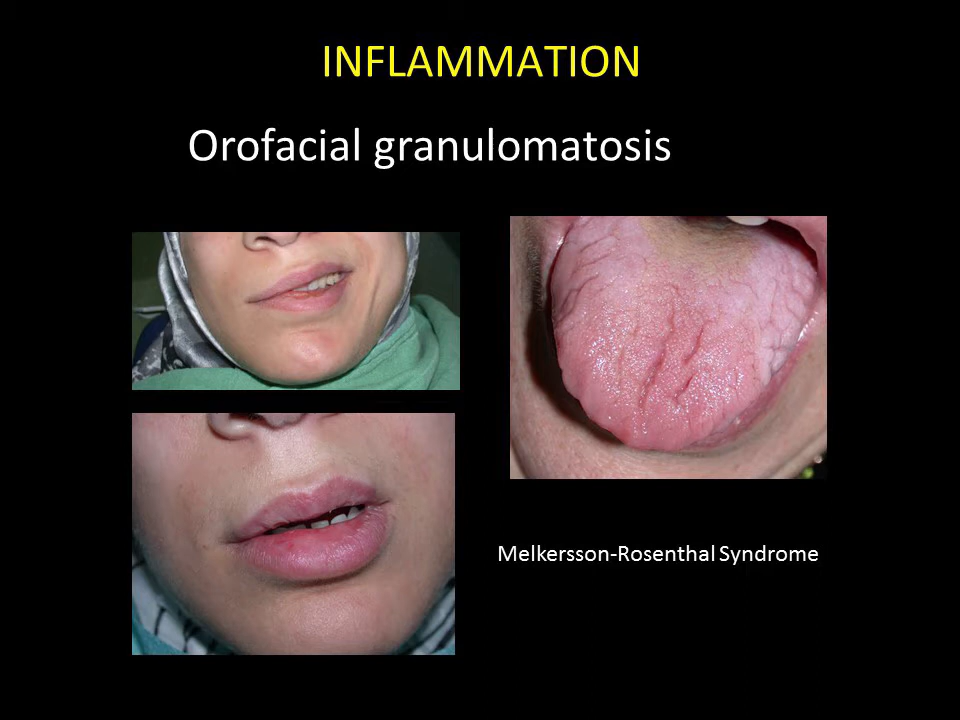 INFLAMMATION
Orofacial granulomatosis
Melkersson-Rosenthal Syndrome